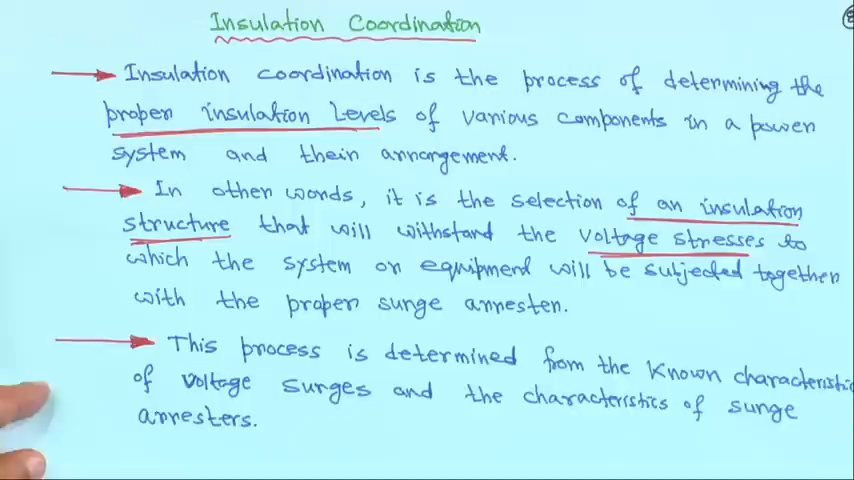 Insulation Coordination
Insulation coordination is the process of determining the
proper insulation levels of various components in a power
system and their arrangement.
In other words, it is the selection of an insulation
structure that will withstand the voltage stresses to
which the system or equipment will be subjected together
with the proper surge arrester.
This process is determined from the known characteristic
of voltage surges and the characteristics of surge
arresters.